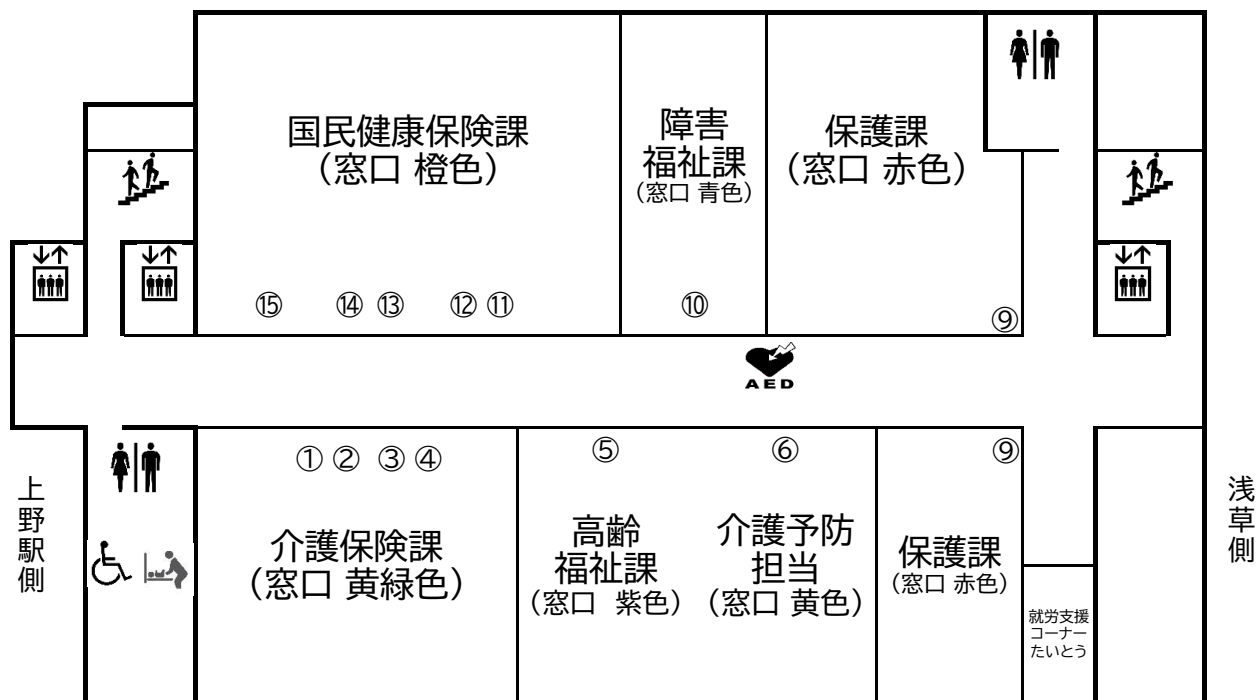 国民健康保険課
（窓口 橙色）
障害
福祉課
（窓口 青色）
保護課
（窓口 赤色）
⑮ ⑭ ⑬ ⑫ ⑪
⑩
⑨
AED
① ② ③ ④
⑤
⑥
⑨
上野駅側
介護保険課
（窓口 黄緑色）
高齢
福祉課
（窓口 紫色）
介護予防
担当
（窓口 黄色）
保護課
（窓口 赤色）
就労支援
コーナー
たいとう
浅草側